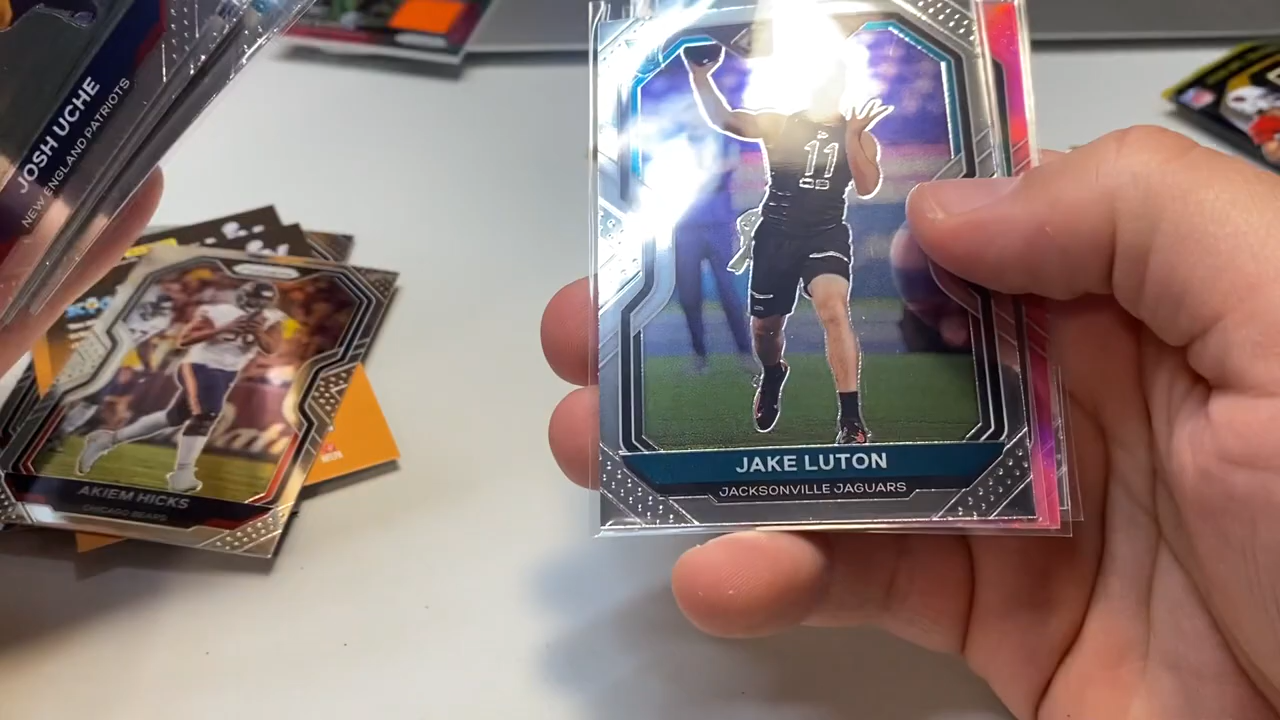 JOSH UCHE
NEW ENGLAND PATRIOTS
11
JAKE LUTON
JACKSONVILLE JAGUARS
AKIEM HICKS
CHICAGO BEARS